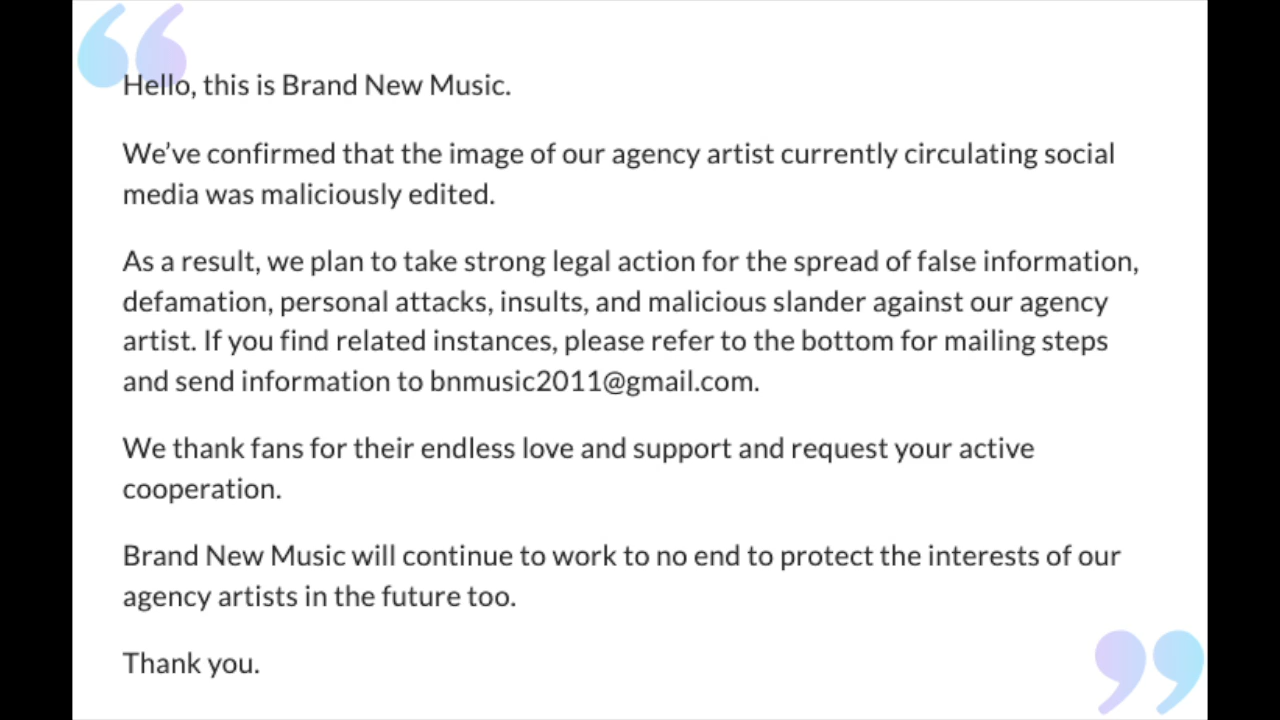 Hello, this is Brand New Music.
We’ve confirmed that the image of our agency artist currently circulating social
media was maliciously edited.
As a result, we plan to take strong legal action for the spread of false information,
defamation, personal attacks, insults, and malicious slander against our agency
artist. If you find related instances, please refer to the bottom for mailing steps
and send information to bnmusic2011@gmail.com.
We thank fans for their endless love and support and request your active
cooperation.
Brand New Music will continue to work to no end to protect the interests of our
agency artists in the future too.
Thank you.